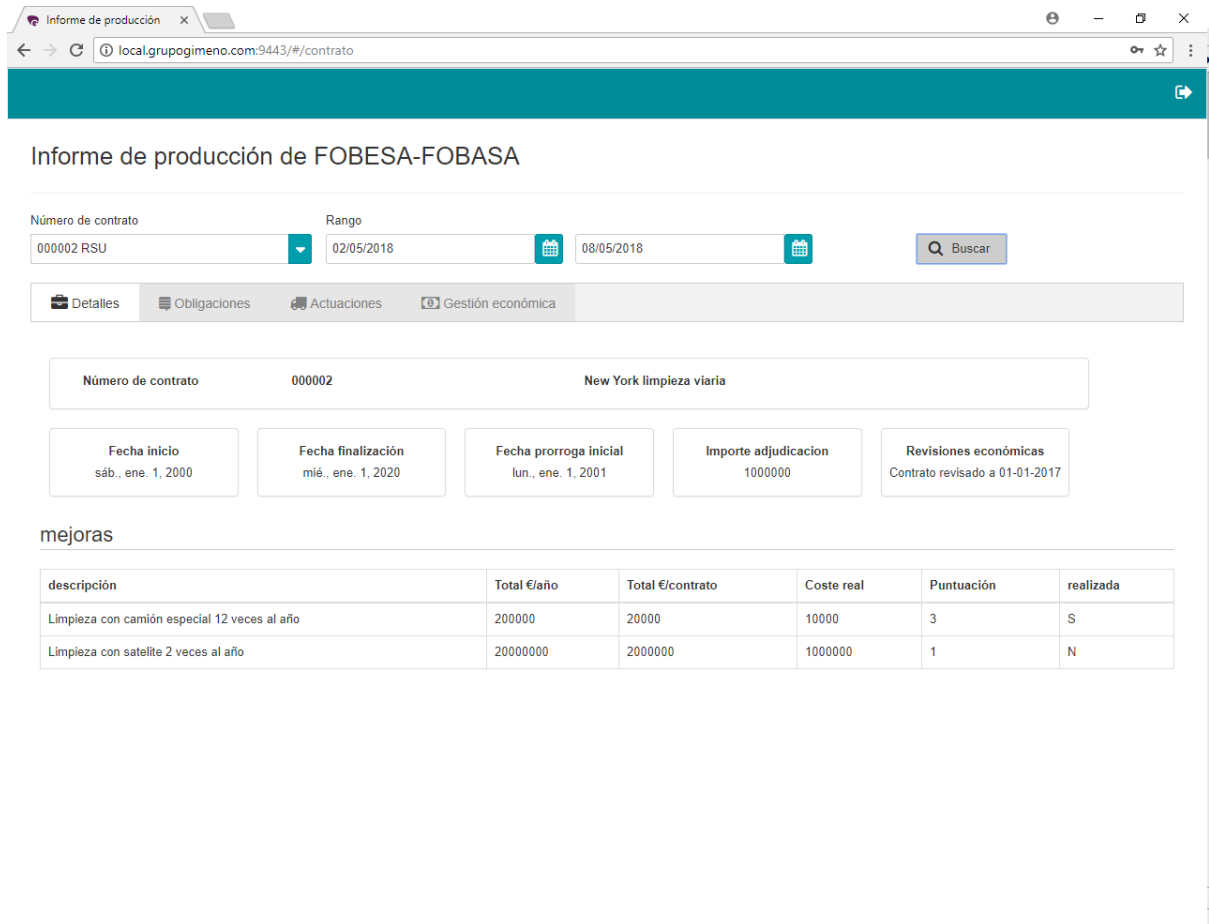 Informe de producción
local.grupogimeno.com:9443/#/contrato
Informe de producción de FOBESA-FOBASA
Número de contrato Rango
000002 RSU 02/05/2018 08/05/2018 Buscar
Detalles Obligaciones Actuaciones Gestión económica
Número de contrato 000002 New York limpieza viaria
Fecha inicio Fecha finalización Fecha prorroga inicial Importe adjudicacion Revisiones económicas
sáb., ene. 1, 2000 mié., ene. 1, 2020 lun., ene. 1, 2001 1000000 Contrato revisado a 01-01-2017
mejoras
descripción Total €/año Total €/contrato Coste real Puntuación realizada
Limpieza con camión especial 12 veces al año 200000 20000 10000 3 S
Limpieza con satelite 2 veces al año 20000000 2000000 1000000 1 N